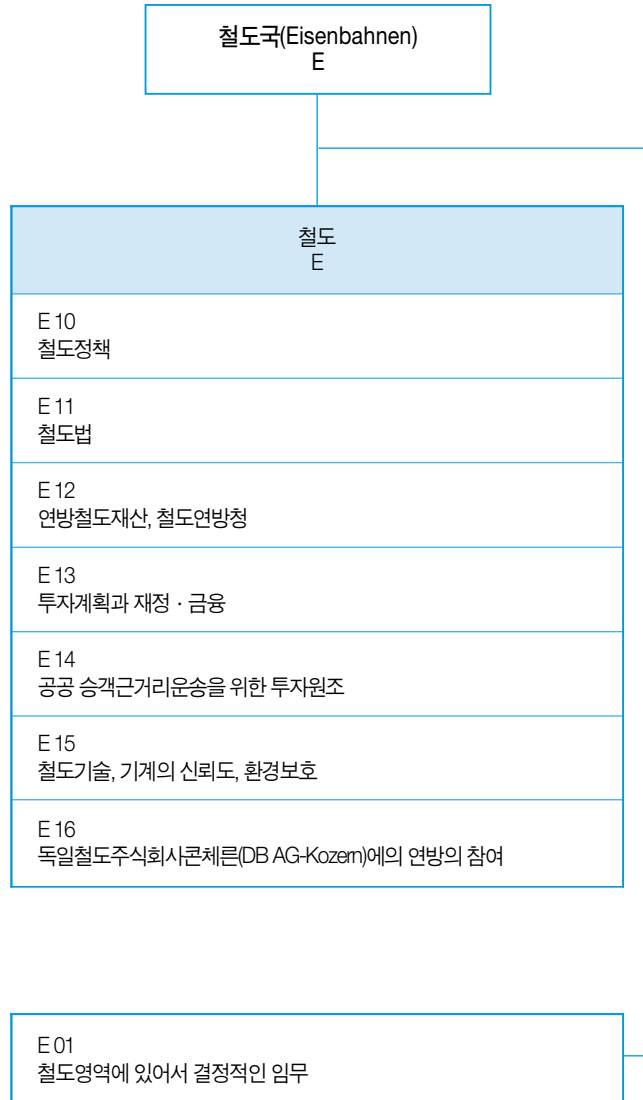 철도국(Eisenbahnen)
E
철도
E
E 10
철도정책
E 11
철도법
E 12
연방철도재산, 철도연방청
E 13
투자계획과 재정 · 금융
E 14
공공 승객근거리운송을 위한 투자원조
E 15
철도기술, 기계의 신뢰도, 환경보호
E 16
독일철도주식회사콘체른(DB AG-Kozern)에의 연방의 참여
E 01
철도영역에 있어서 결정적인 임무